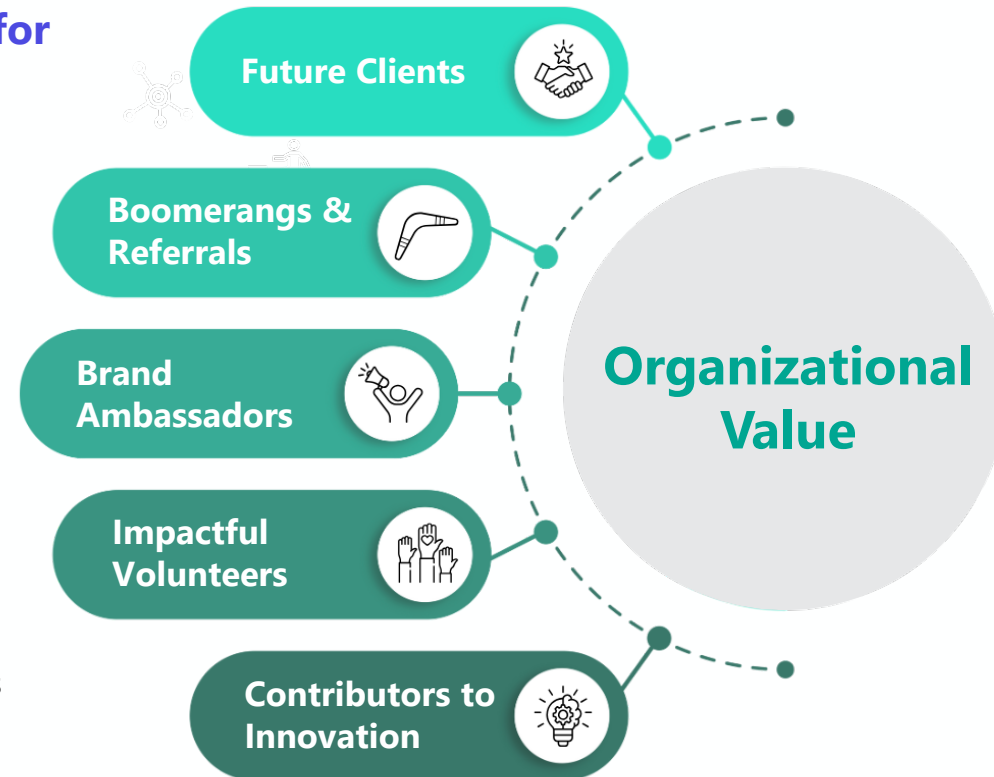 for
Future Clients
Boomerangs &
Referrals
Brand
Ambassadors
Impactful
Volunteers
Contributors to
Innovation
Organizational
Value
s